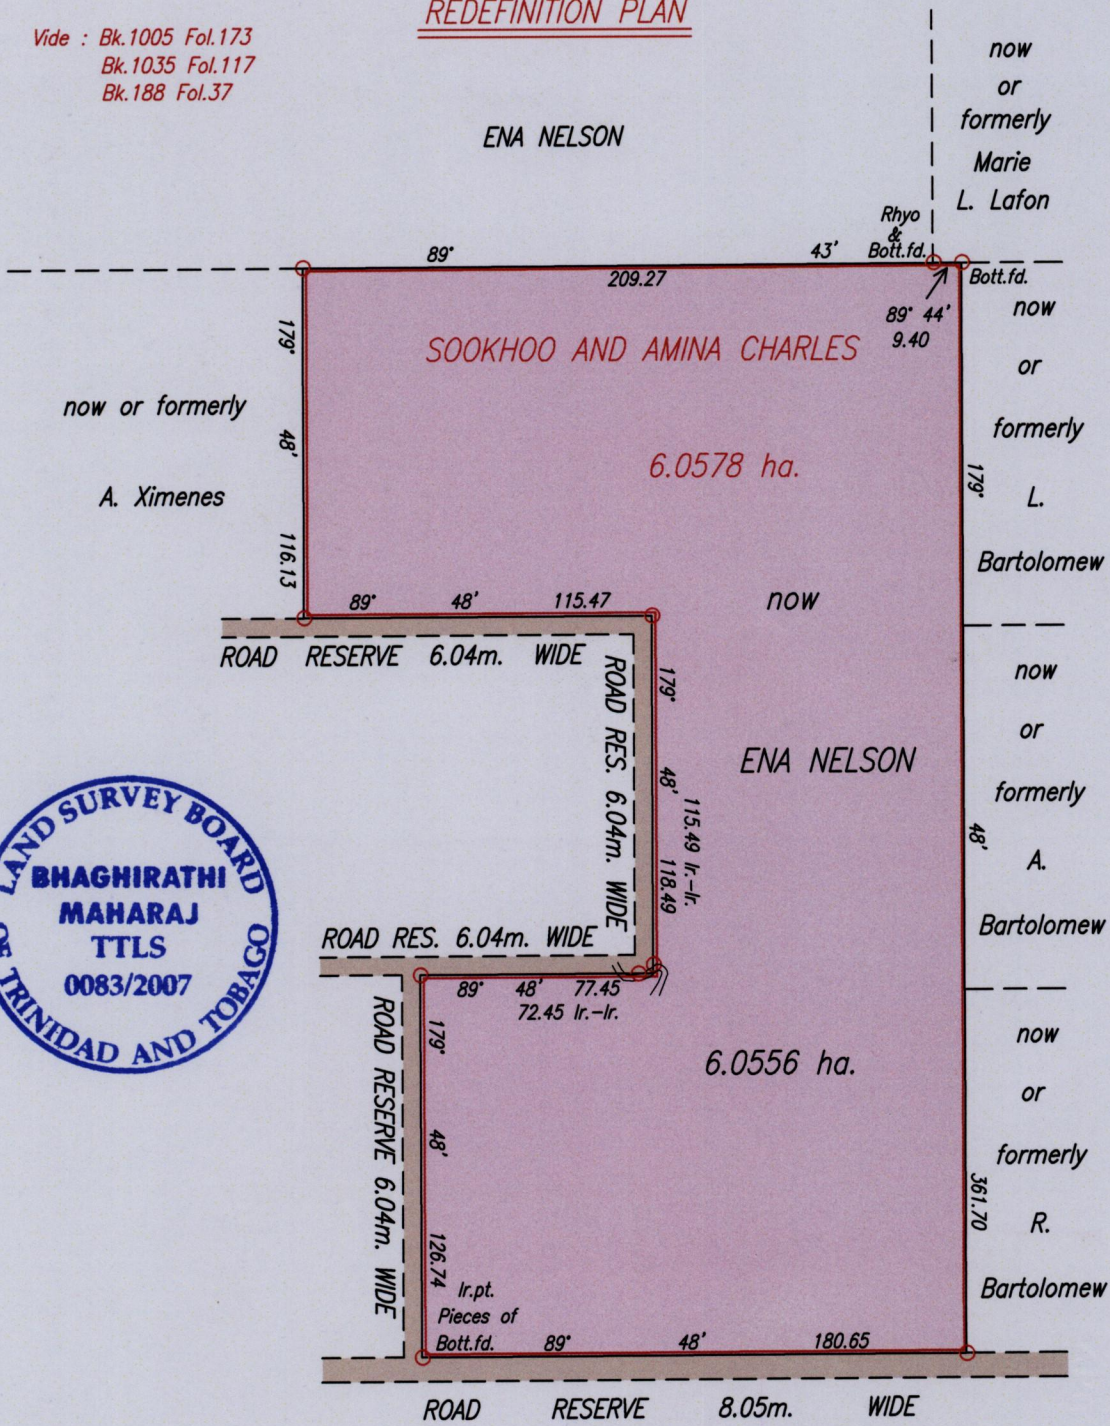 REDEFINITION PLAN
Vide : Bk.1005 Fol.173
Bk.1035 Fol.117
Bk.188 Fol.37
ENA NELSON
now
or
formerly
Marie
L. Lafon
Rhyo
&
Bott.fd.
89° 43'
209.27
Bott.fd.
89° 44'
9.40
SOOKHOO AND AMINA CHARLES
6.0578 ha.
179° 48' 116.13
now or formerly
A. Ximenes
now
or
formerly
L.
Bartolomew
89° 48' 115.47
now
ROAD RESERVE 6.04m. WIDE
ROAD RES. 6.04m. WIDE
179° 48' 118.49
115.49 Ir.-Ir.
ENA NELSON
179° 48' 361.70
now
or
formerly
A.
Bartolomew
LAND SURVEY BOARD
BHAGHIRATHI
MAHARAJ
TTLS
0083/2007
OF TRINIDAD AND TOBAGO
ROAD RES. 6.04m. WIDE
89° 48' 77.45
72.45 Ir.-Ir.
ROAD RESERVE 6.04m. WIDE
179° 48' 126.74
6.0556 ha.
now
or
formerly
R.
Bartolomew
Ir.pt.
Pieces of
Bott.fd.
89° 48' 180.65
ROAD RESERVE 8.05m. WIDE